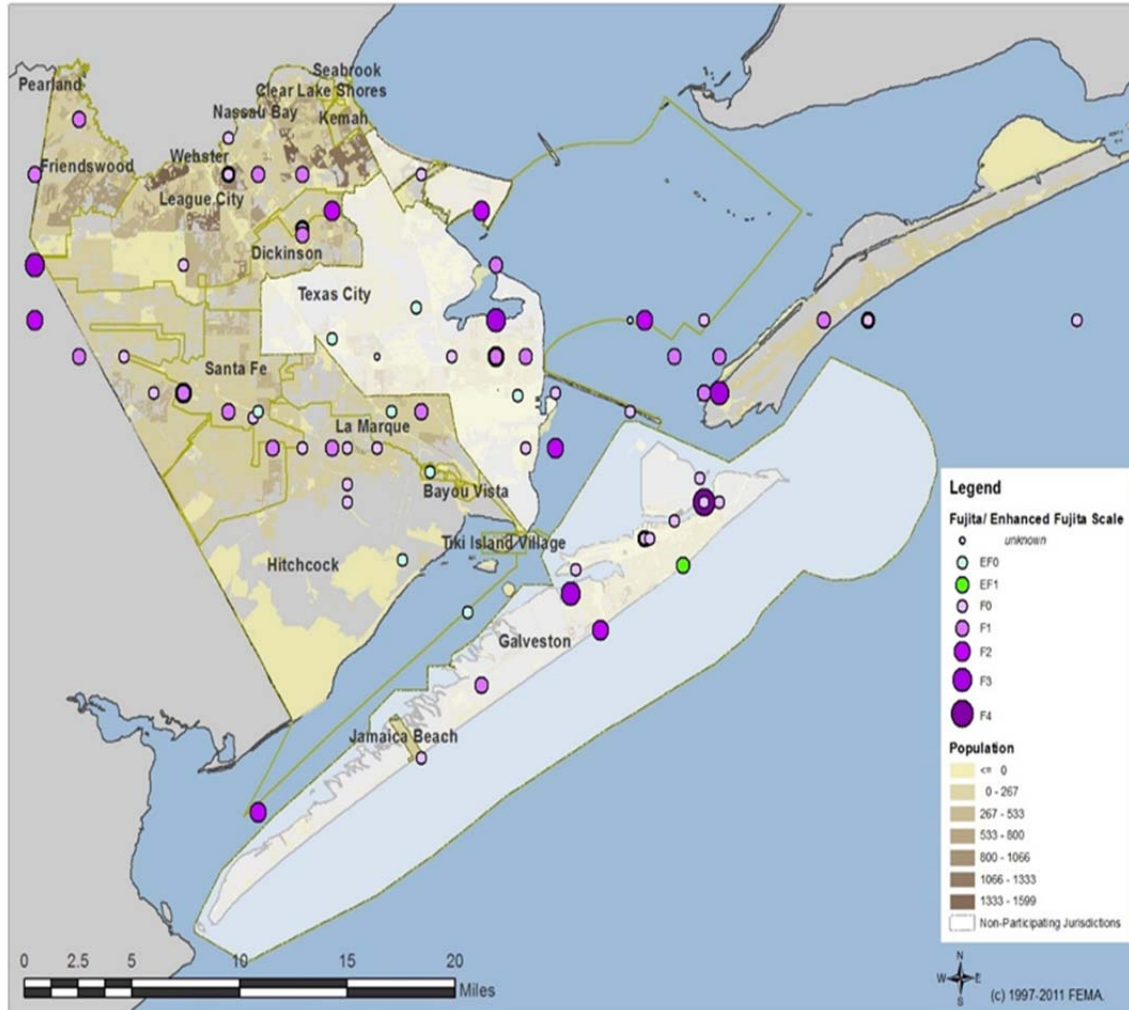 Seabrook
Pearland
Clear Lake Shores
Nassau Bay
Kemah
Webster
Friendswood
League City
Dickinson
Texas City
Santa Fe
La Marque
Bayou Vista
Tiki Island Village
Hitchcock
Galveston
Jamaica Beach
Legend
Fujita/ Enhanced Fujita Scale
unknown
EF0
EF1
F0
F1
F2
F3
F4
Population
<= 0
0 - 267
267 - 533
533 - 800
800 - 1066
1066 - 1333
1333 - 1599
Non-Participating Jurisdictions
0 2.5 5 10 15 20
Miles
N
W E
S
(c) 1997-2011 FEMA.